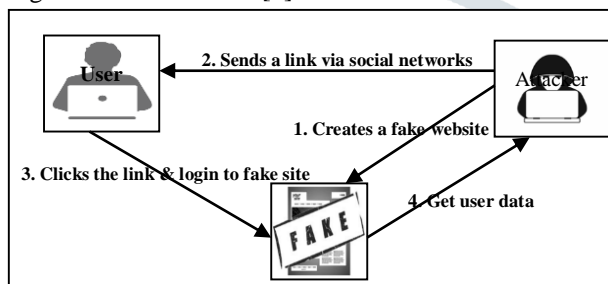 2. Sends a link via social networks
User
Attacker
1. Creates a fake website
3. Clicks the link & login to fake site
4. Get user data
FAKE